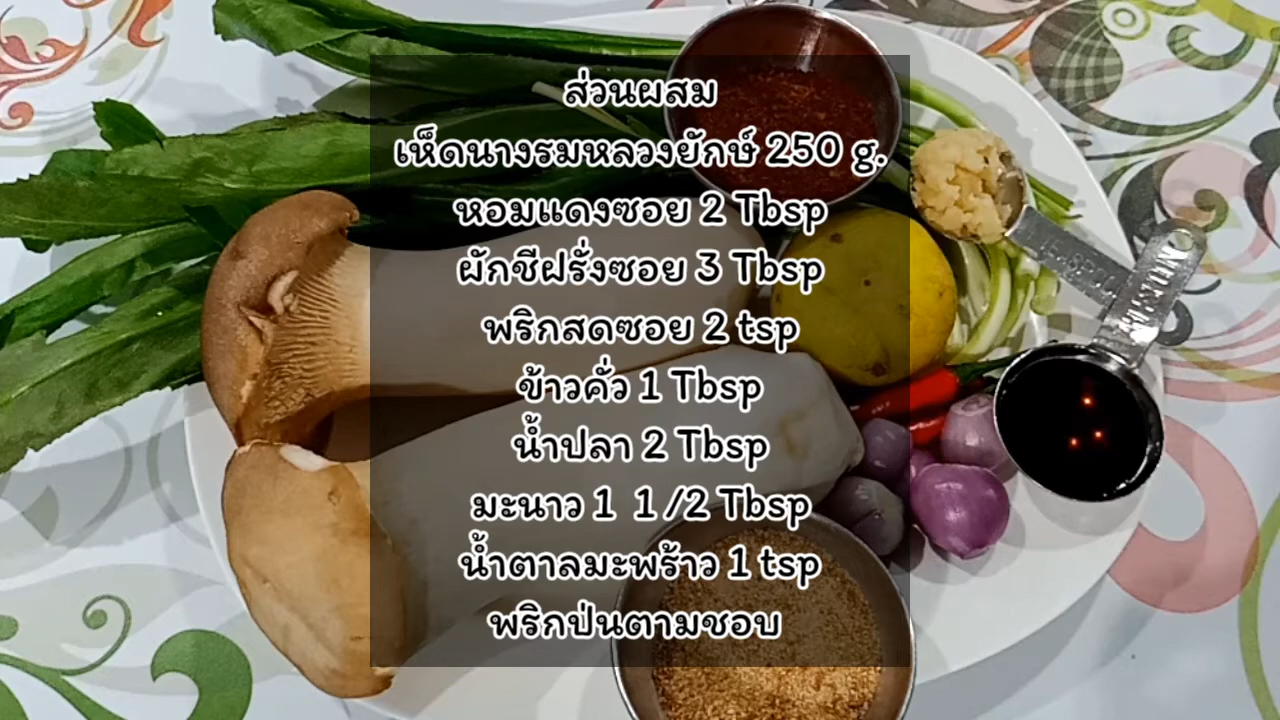 ส่วนผสม
เห็ดนางรมหลวงยักษ์ 250 g.
หอมแดงซอย 2 Tbsp
ผักชีฝรั่งซอย 3 Tbsp
พริกสดซอย 2 tsp
ข้าวคั่ว 1 Tbsp
น้ำปลา 2 Tbsp
มะนาว 1 1/2 Tbsp
น้ำตาลมะพร้าว 1 tsp
พริกป่นตามชอบ